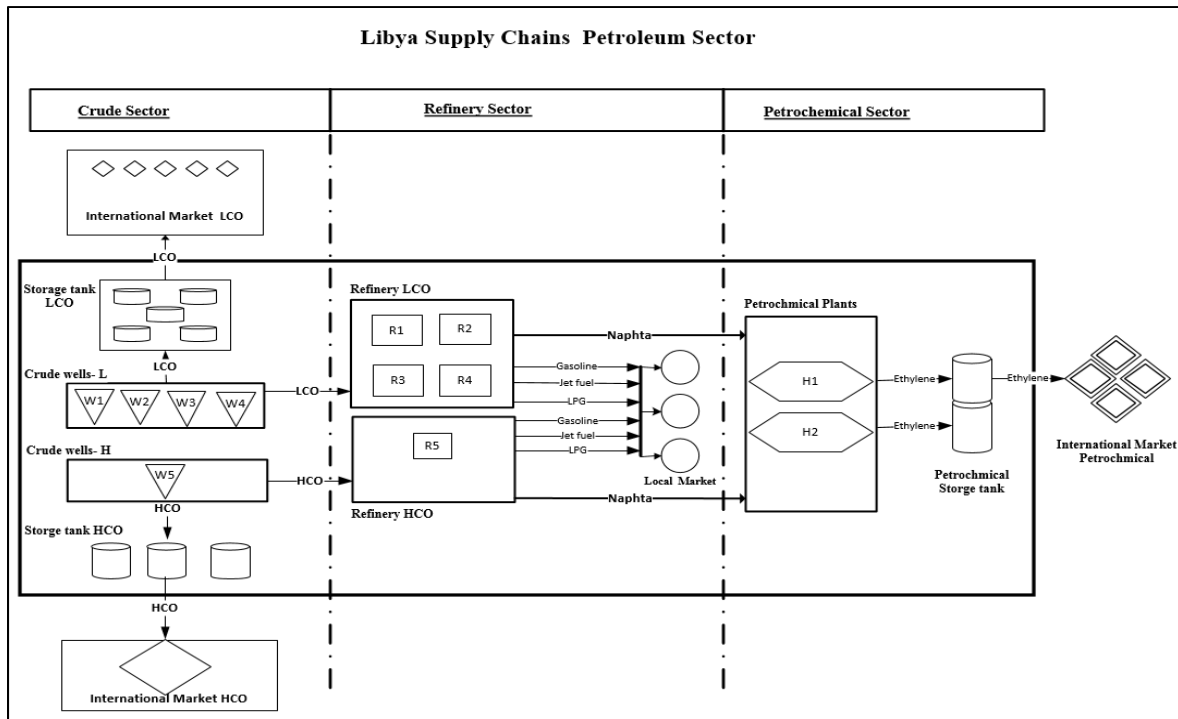 Libya Supply Chains Petroleum Sector
Crude Sector
Refinery Sector
Petrochemical Sector
International Market LCO
LCO
Storage tank
LCO
LCO
Crude wells- L
W1
W2
W3
W4
LCO
Crude wells- H
W5
HCO
HCO
Storge tank HCO
HCO
International Market HCO
Refinery LCO
R1
R2
R3
R4
R5
Refinery HCO
Naphta
Gasoline
Jet fuel
LPG
Gasoline
Jet fuel
LPG
Local Market
Naphta
Petrochmical Plants
H1
H2
Ethylene
Ethylene
Petrochmical
Storge tank
Ethylene
International Market
Petrochmical